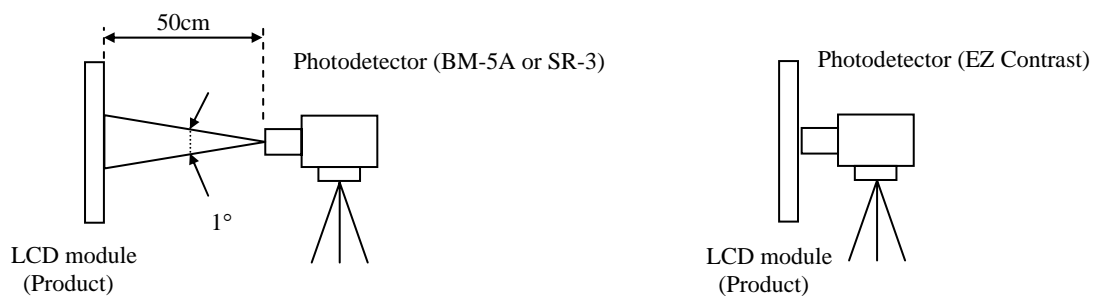 50cm
Photodetector (BM-5A or SR-3)
1°
LCD module
(Product)
Photodetector (EZ Contrast)
LCD module
(Product)